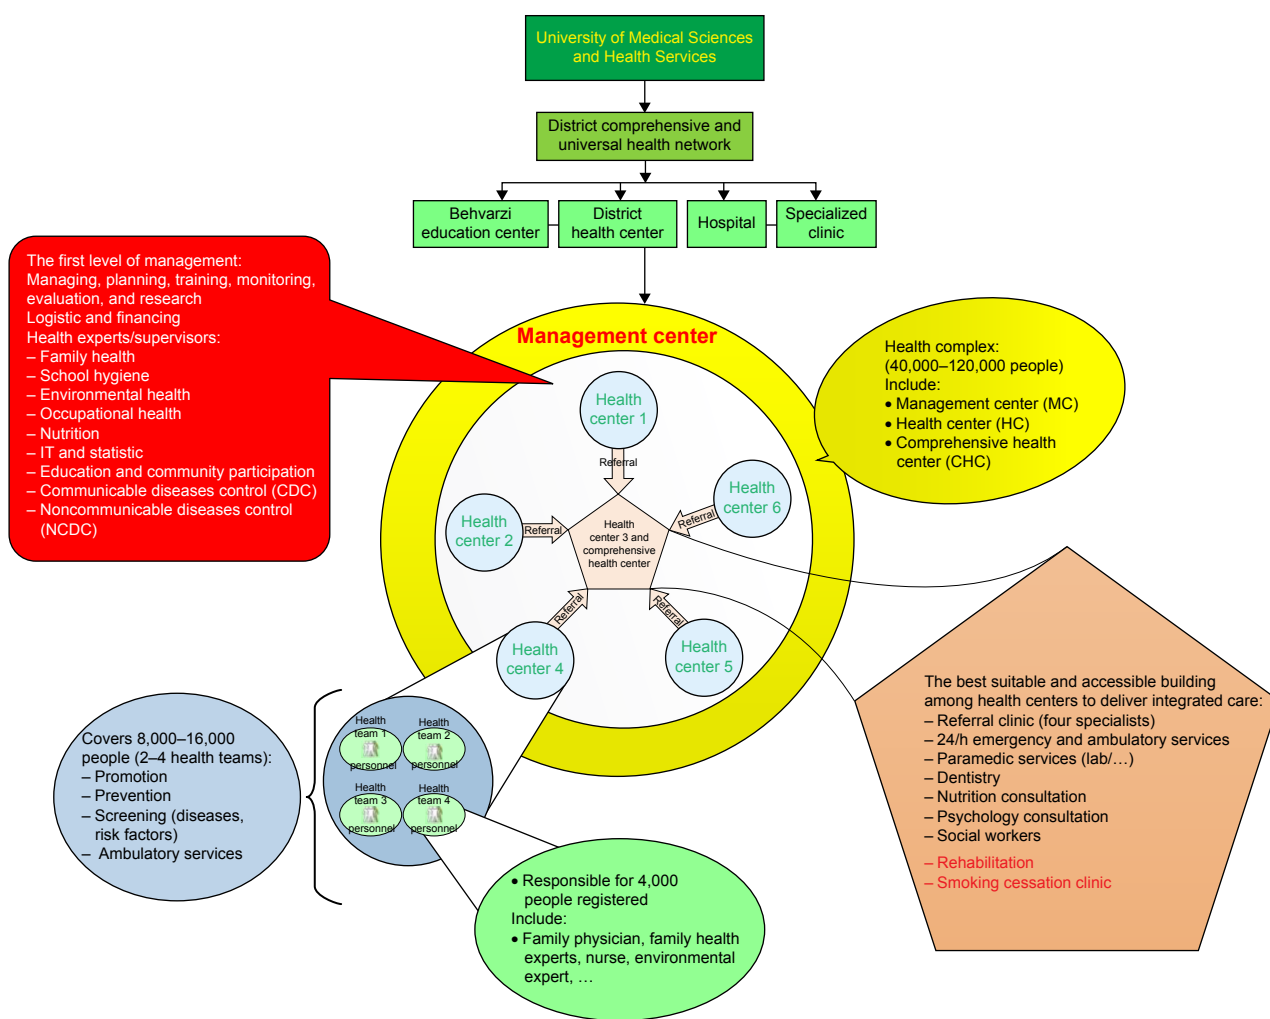 University of Medical Sciences
and Health Services
District comprehensive and
universal health network
Behvarzi
education center
District
health center
Hospital
Specialized
clinic
The first level of management:
Managing, planning, training, monitoring,
evaluation, and research
Logistic and financing
Health experts/supervisors:
– Family health
– School hygiene
– Environmental health
– Occupational health
– Nutrition
– IT and statistic
– Education and community participation
– Communicable diseases control (CDC)
– Noncommunicable diseases control
(NCDC)
Management center
Health
center 1
Referral
Health
center 2
Referral
Health
center 6
Referral
Health
center 3 and
comprehensive
health center
Health
center 4
Referral
Health
center 5
Referral
Health complex:
(40,000–120,000 people)
Include:
• Management center (MC)
• Health center (HC)
• Comprehensive health
center (CHC)
The best suitable and accessible building
among health centers to deliver integrated care:
– Referral clinic (four specialists)
– 24/h emergency and ambulatory services
– Paramedic services (lab/…)
– Dentistry
– Nutrition consultation
– Psychology consultation
– Social workers
– Rehabilitation
– Smoking cessation clinic
Covers 8,000–16,000
people (2–4 health teams):
– Promotion
– Prevention
– Screening (diseases,
risk factors)
– Ambulatory services
Health
team 1
personnel
Health
team 2
personnel
Health
team 3
personnel
Health
team 4
personnel
• Responsible for 4,000
people registered
Include:
• Family physician, family health
experts, nurse, environmental
expert, …